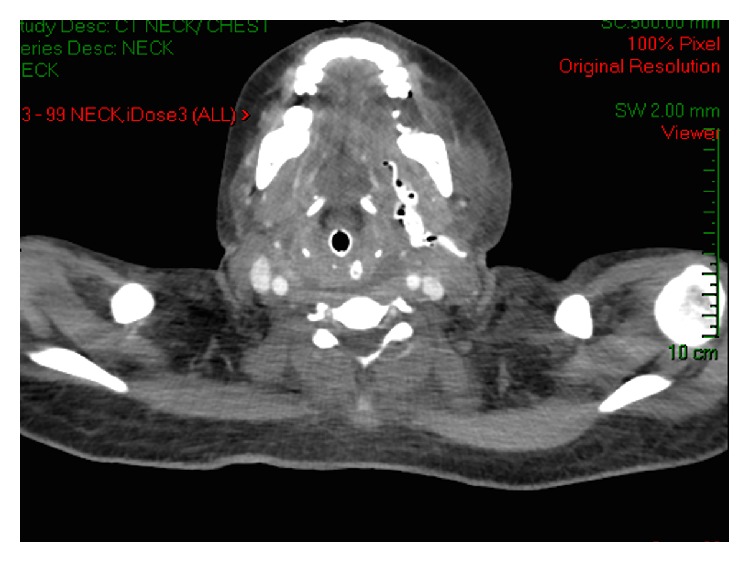 tudy Desc: CT NECK/ CHEST
eries Desc: NECK
ECK
3 - 99 NECK,iDose3 (ALL) >
SC:500.00 mm
100% Pixel
Original Resolution
SW 2.00 mm
Viewer
10 cm